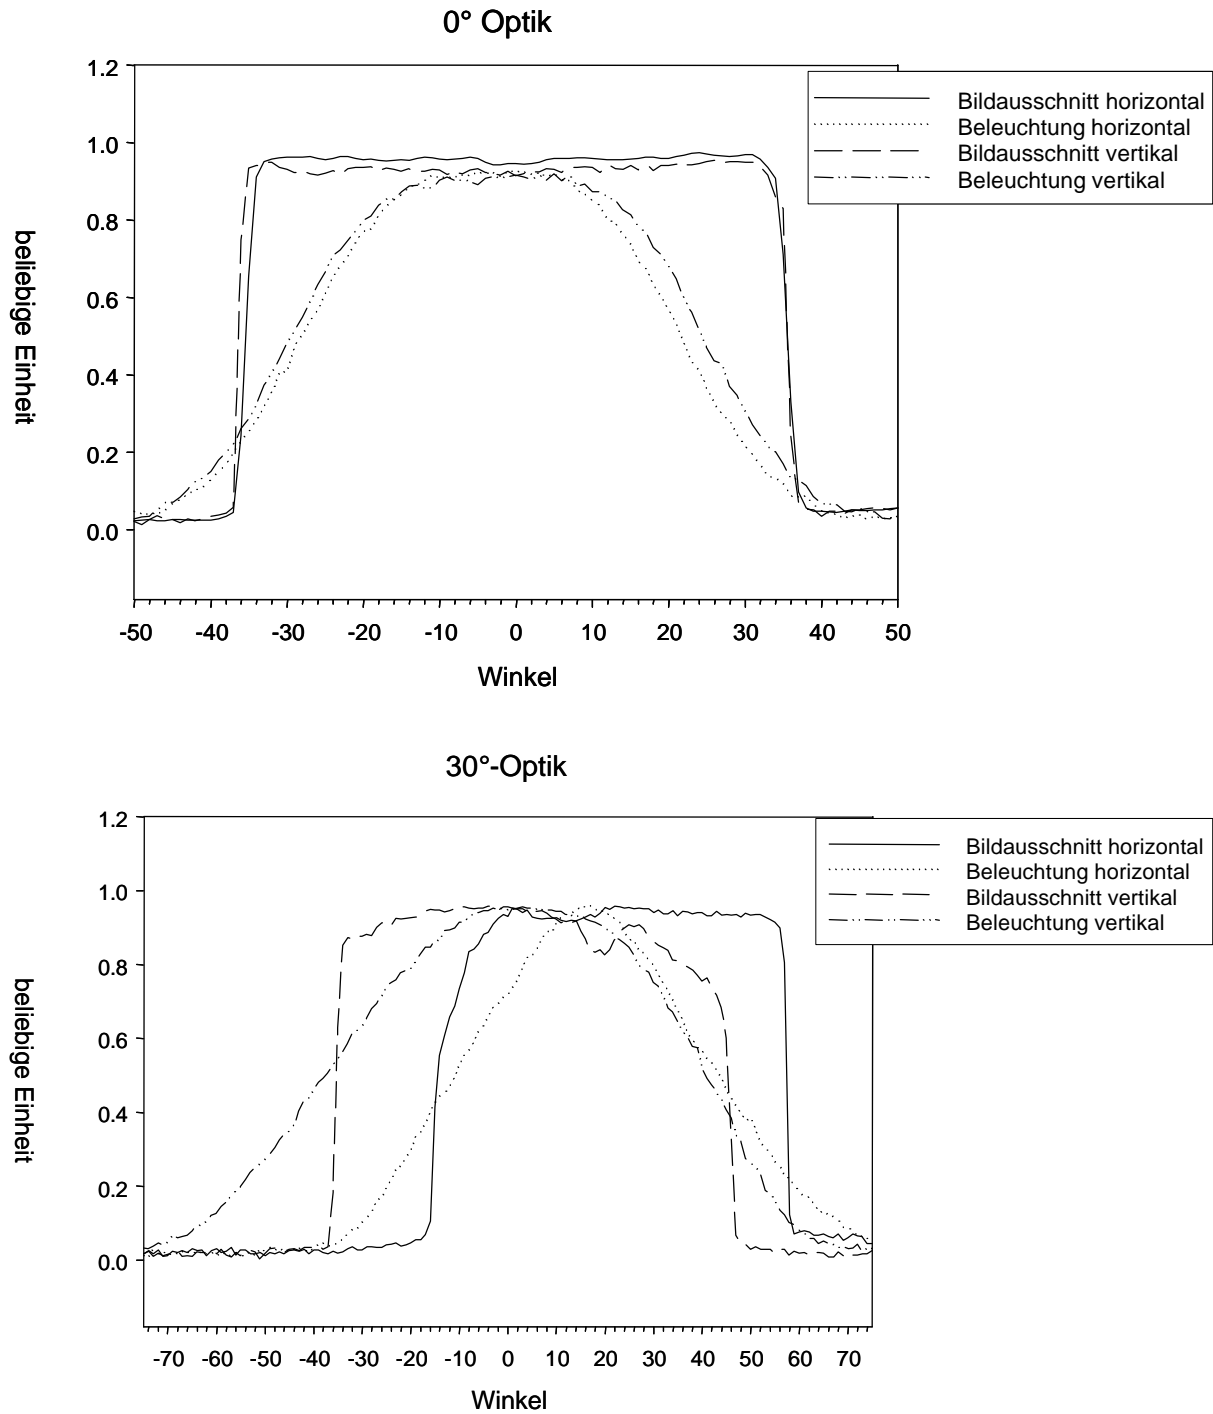 0° Optik
1.2
1.0
0.8
0.6
0.4
0.2
0.0
beliebige Einheit
-50 -40 -30 -20 -10 0 10 20 30 40 50
Winkel
Bildausschnitt horizontal
Beleuchtung horizontal
Bildausschnitt vertikal
Beleuchtung vertikal
30°-Optik
1.2
1.0
0.8
0.6
0.4
0.2
0.0
beliebige Einheit
-70 -60 -50 -40 -30 -20 -10 0 10 20 30 40 50 60 70
Winkel
Bildausschnitt horizontal
Beleuchtung horizontal
Bildausschnitt vertikal
Beleuchtung vertikal